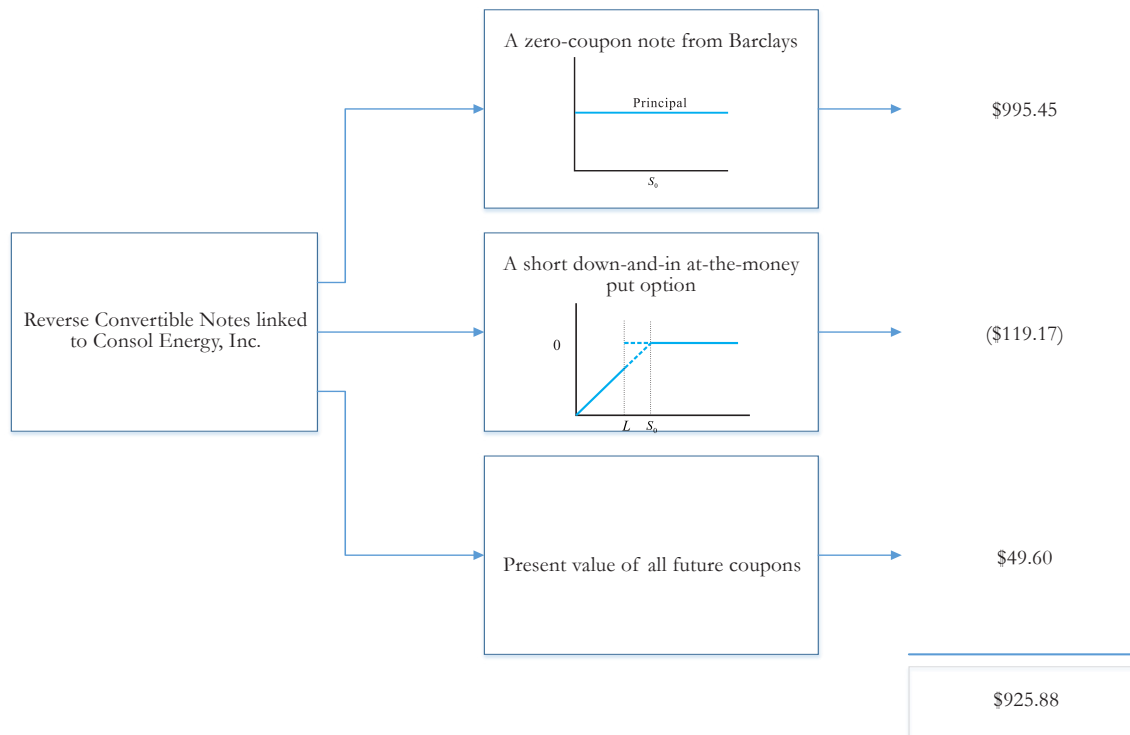 A zero-coupon note from Barclays
Principal
S₀
$995.45
Reverse Convertible Notes linked
to Consol Energy, Inc.
A short down-and-in at-the-money
put option
0
L S₀
($119.17)
Present value of all future coupons
$49.60
$925.88